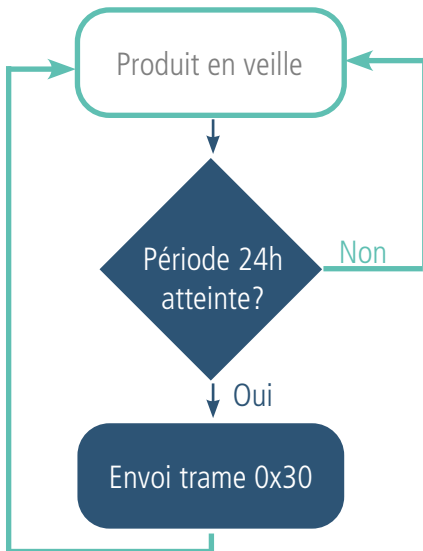 Produit en veille
Période 24h
atteinte?
Non
Oui
Envoi trame 0x30